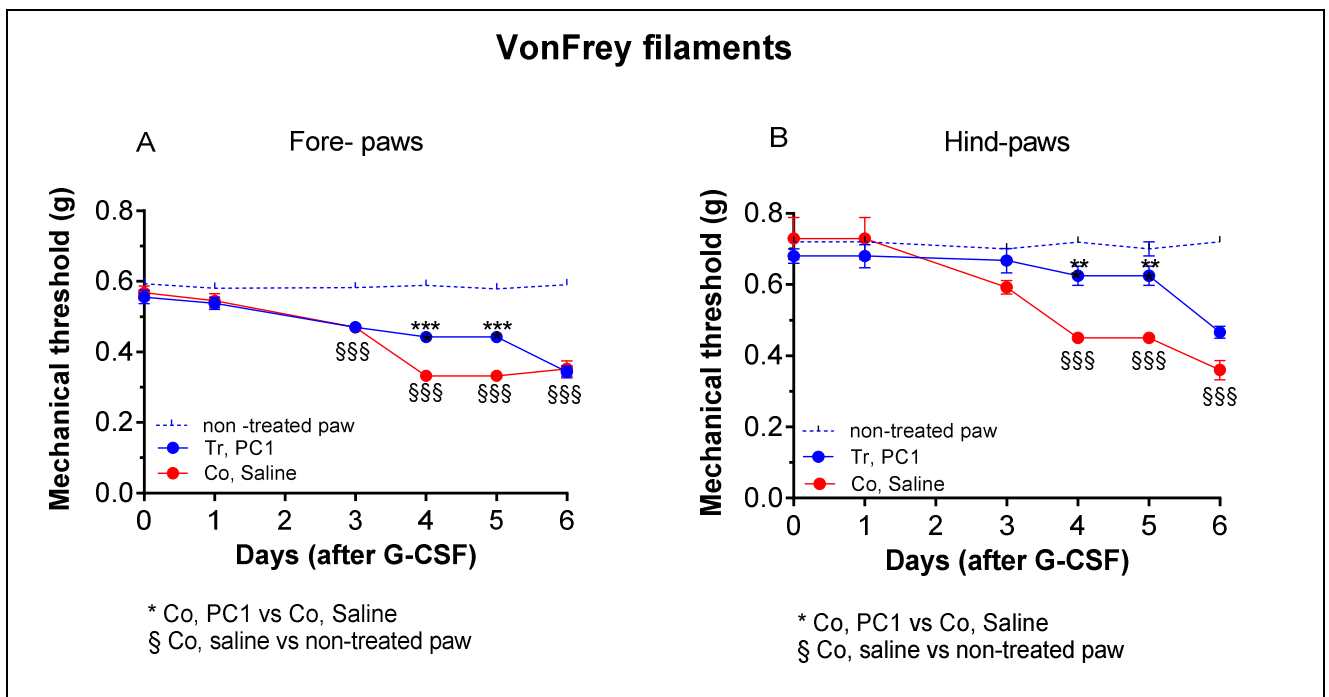 VonFrey filaments
A
Fore- paws
Mechanical threshold (g)
0.8
0.6
0.4
0.2
0.0
***
***
§§§
§§§
§§§
§§§
non -treated paw
Tr, PC1
Co, Saline
0 1 2 3 4 5 6
Days (after G-CSF)
* Co, PC1 vs Co, Saline
§ Co, saline vs non-treated paw
B
Hind-paws
Mechanical threshold (g)
0.8
0.6
0.4
0.2
0.0
**
**
§§§
§§§
§§§
non-treated paw
Tr, PC1
Co, Saline
0 1 2 3 4 5 6
Days (after G-CSF)
* Co, PC1 vs Co, Saline
§ Co, saline vs non-treated paw